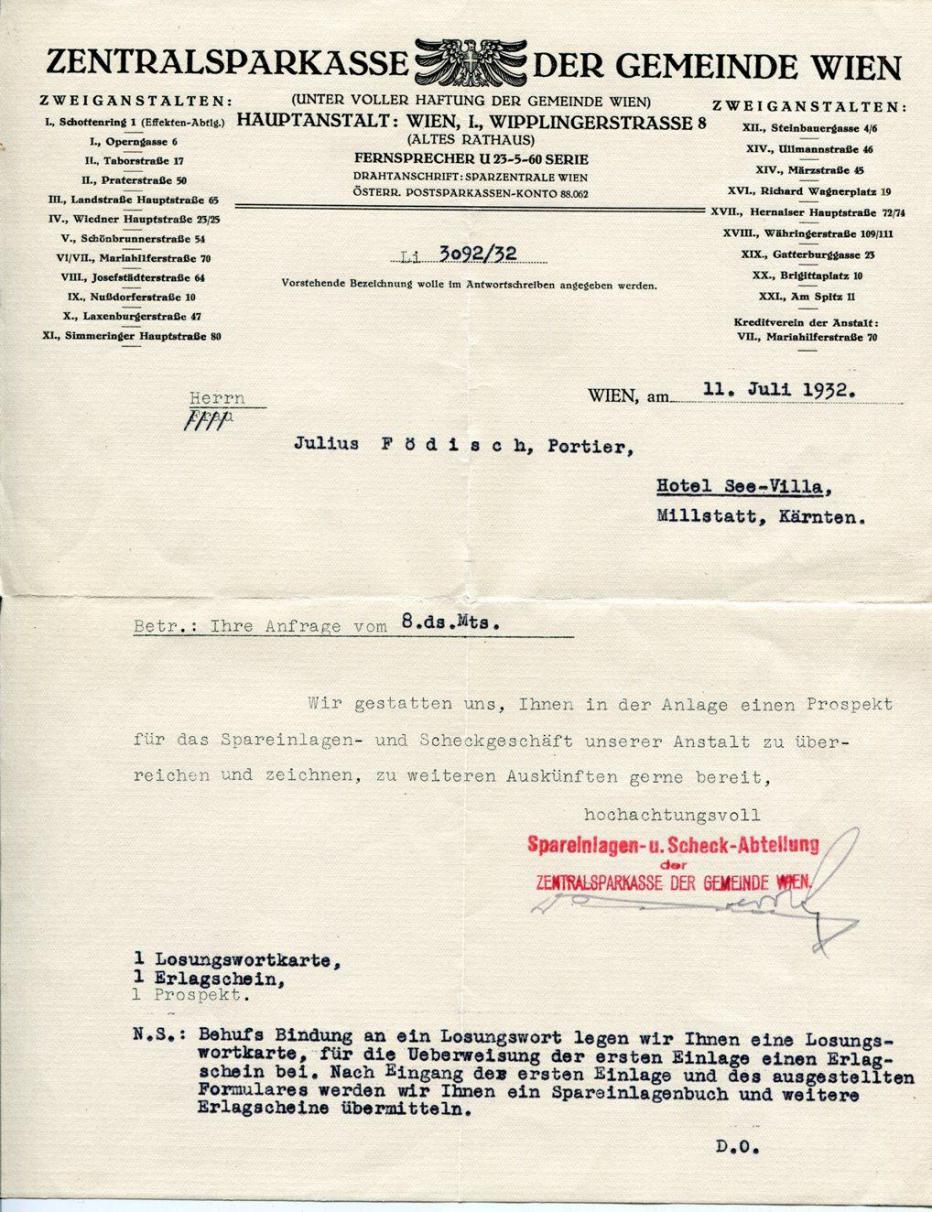 ZENTRALSPARKASSE DER GEMEINDE WIEN
ZWEIGANSTALTEN:
I., Schottenring 1 (Effekten-Abtlg.)
I., Operngasse 6
II., Taborstraße 17
II., Praterstraße 50
III., Landstraße Hauptstraße 65
IV., Wiedner Hauptstraße 23/25
V., Schönbrunnerstraße 54
VI/VII., Mariahilferstraße 70
VIII., Josefstädterstraße 64
IX., Nußdorferstraße 10
X., Laxenburgerstraße 47
XI., Simmeringer Hauptstraße 80
(UNTER VOLLER HAFTUNG DER GEMEINDE WIEN)
HAUPTANSTALT: WIEN, I., WIPPLINGERSTRASSE 8
(ALTES RATHAUS)
FERNSPRECHER U 23-5-60 SERIE
DRAHTANSCHRIFT: SPARZENTRALE WIEN
ÖSTERR. POSTSPARKASSEN-KONTO 88.062
ZWEIGANSTALTEN:
XII., Steinbauergasse 4/6
XIV., Ullmannstraße 46
XIV., Märzstraße 45
XVI., Richard Wagnerplatz 19
XVII., Hernalser Hauptstraße 72/74
XVIII., Währingerstraße 109/111
XIX., Gatterburggasse 23
XX., Brigittaplatz 10
XXI., Am Spitz 11
Kreditverein der Anstalt:
VII., Mariahilferstraße 70
Li 3092/32
Vorstehende Bezeichnung wolle im Antwortschreiben angegeben werden.
WIEN, am 11. Juli 1932.
Herrn
Frau
Julius Födisch, Portier,
Hotel See-Villa,
Millstatt, Kärnten.
Betr.: Ihre Anfrage vom 8.ds.Mts.
Wir gestatten uns, Ihnen in der Anlage einen Prospekt
für das Spareinlagen- und Scheckgeschäft unserer Anstalt zu über-
reichen und zeichnen, zu weiteren Auskünften gerne bereit,
hochachtungsvoll
Spareinlagen- u. Scheck-Abteilung
der
ZENTRALSPARKASSE DER GEMEINDE WIEN.
1 Losungswortkarte,
1 Erlagschein,
1 Prospekt.
N.S.: Behufs Bindung an ein Losungswort legen wir Ihnen eine Losungs-
wortkarte, für die Ueberweisung der ersten Einlage einen Erlag-
schein bei. Nach Eingang der ersten Einlage und des ausgestellten
Formulares werden wir Ihnen ein Spareinlagenbuch und weitere
Erlagscheine übermitteln.
D.O.